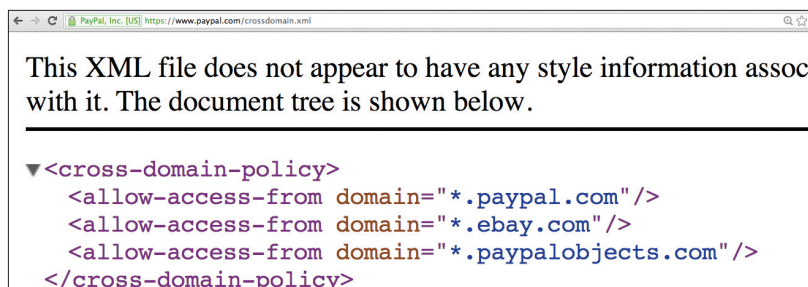 PayPal, Inc. [US] https://www.paypal.com/crossdomain.xml
This XML file does not appear to have any style information assoc
with it. The document tree is shown below.
<cross-domain-policy>
<allow-access-from domain="*.paypal.com"/>
<allow-access-from domain="*.ebay.com"/>
<allow-access-from domain="*.paypalobjects.com"/>
</cross-domain-policy>